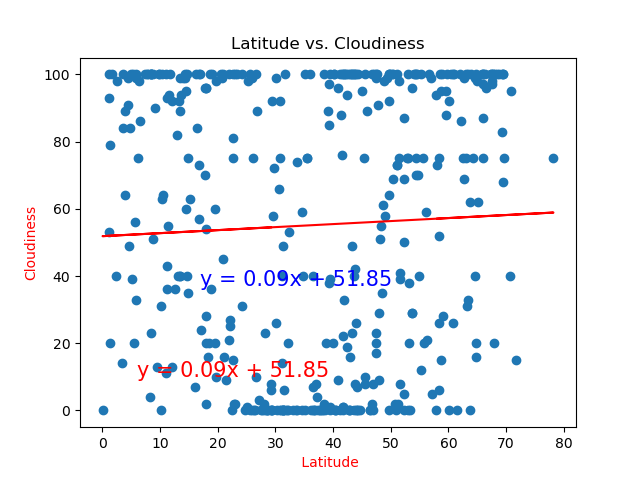 Latitude vs. Cloudiness
100
80
60
40
20
0
Cloudiness
y = 0.09x + 51.85
y = 0.09x + 51.85
0 10 20 30 40 50 60 70 80
Latitude